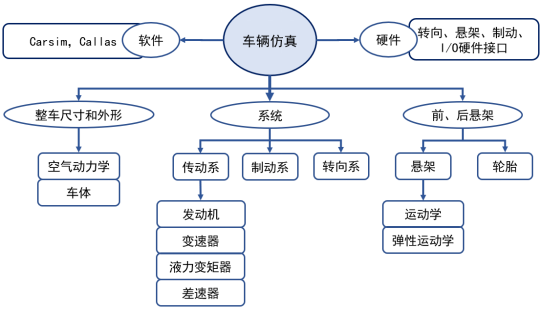 Carsim, Callas
软件
车辆仿真
硬件
转向、悬架、制动、
I/O硬件接口
整车尺寸和外形
系统
前、后悬架
空气动力学
车体
传动系
制动系
转向系
悬架
轮胎
发动机
变速器
液力变矩器
差速器
运动学
弹性运动学